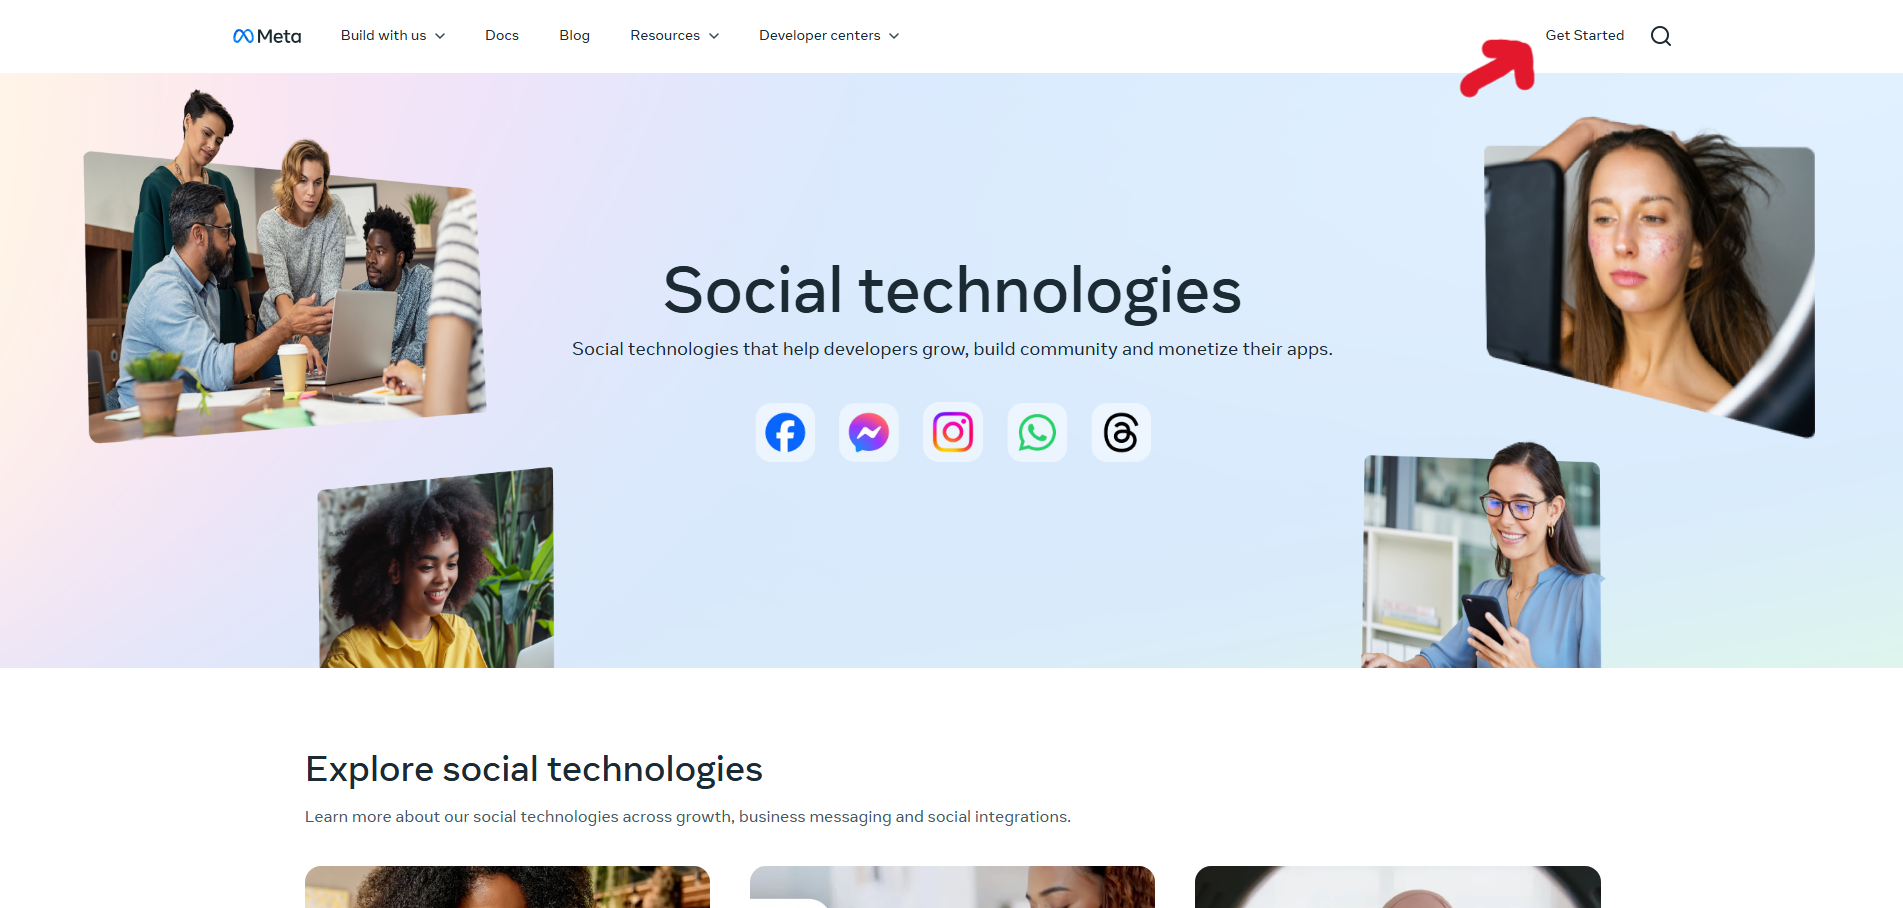 Meta Build with us Docs Blog Resources Developer centers Get Started
Social technologies
Social technologies that help developers grow, build community and monetize their apps.
Explore social technologies
Learn more about our social technologies across growth, business messaging and social integrations.